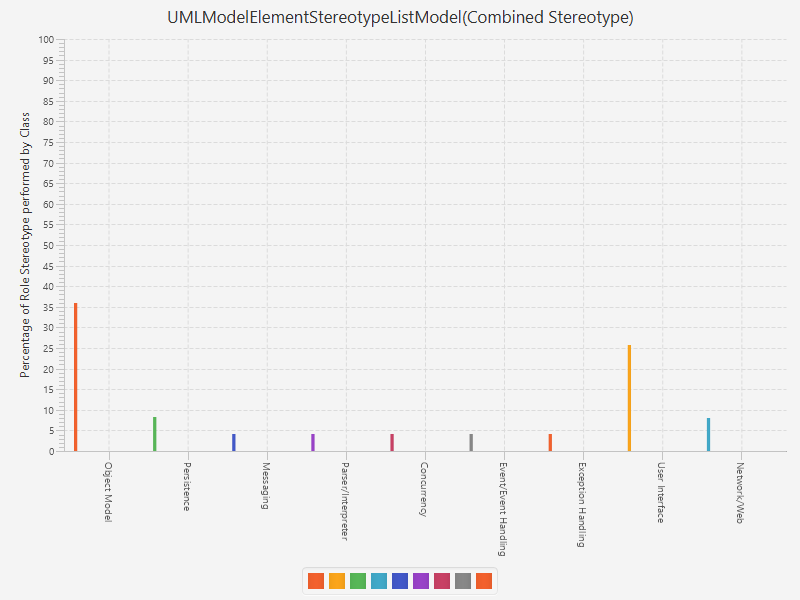 UMLModelElementStereotypeListModel(Combined Stereotype)
Percentage of Role Stereotype performed by Class
100
95
90
85
80
75
70
65
60
55
50
45
40
35
30
25
20
15
10
5
0
Object Model
Persistence
Messaging
Parser/Interpreter
Concurrency
Event/Event Handling
Exception Handling
User Interface
Network/Web